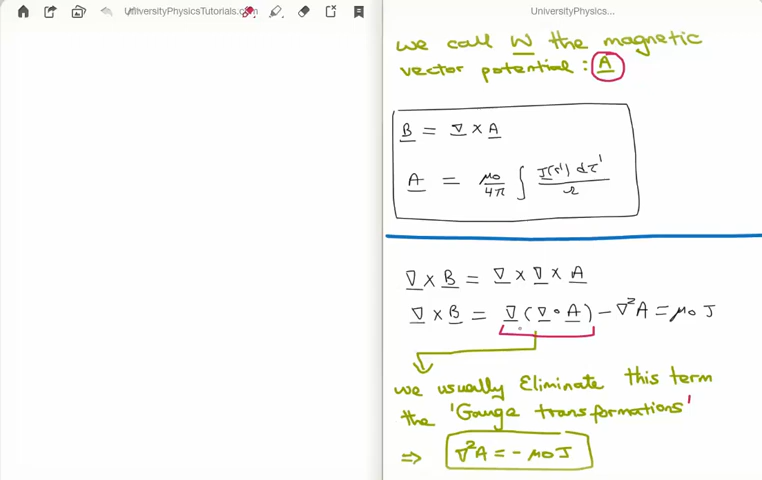 UniversityPhysicsTutorials.com
UniversityPhysics...
we call W the magnetic
vector potential : A
B = ∇ × A
A = μ0/4π ∫ J(r') dτ'/r
∇ × B = ∇ × ∇ × A
∇ × B = ∇ (∇ ∘ A) − ∇²A = μ0 J
we usually Eliminate this term
the 'Gauge transformations'
⇒ ∇²A = − μ0 J